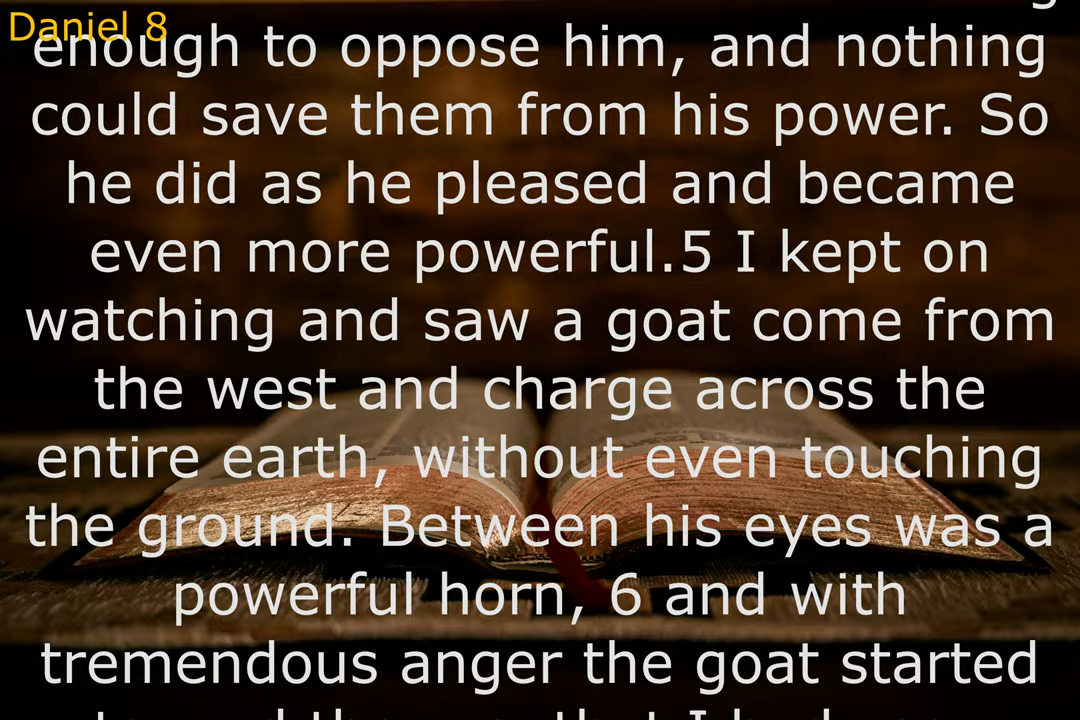 Daniel 8
enough to oppose him, and nothing
could save them from his power. So
he did as he pleased and became
even more powerful.5 I kept on
watching and saw a goat come from
the west and charge across the
entire earth, without even touching
the ground. Between his eyes was a
powerful horn, 6 and with
tremendous anger the goat started